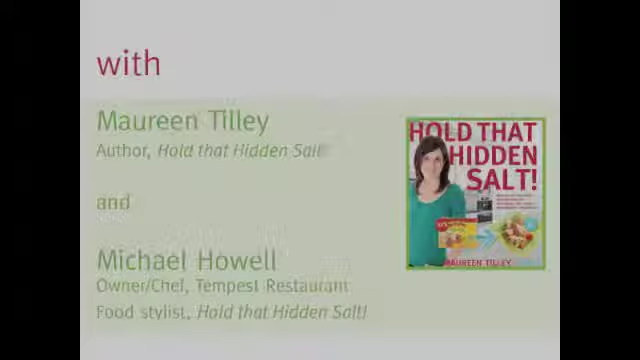 with
Maureen Tilley
Author, Hold that Hidden Salt!
and
Michael Howell
Owner/Chef, Tempest Restaurant
Food stylist, Hold that Hidden Salt!
HOLD THAT
HIDDEN
SALT!
MAUREEN TILLEY